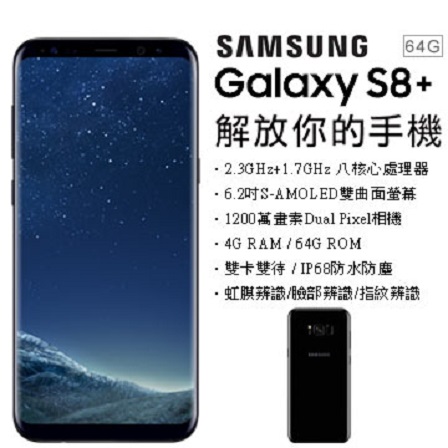 SAMSUNG 64G
Galaxy S8+
解放你的手機
· 2.3GHz+1.7GHz 八核心處理器
· 6.2吋S-AMOLED雙曲面螢幕
· 1200萬畫素Dual Pixel相機
· 4G RAM / 64G ROM
· 雙卡雙待 / IP68防水防塵
· 虹膜辨識/臉部辨識/指紋辨識
SAMSUNG